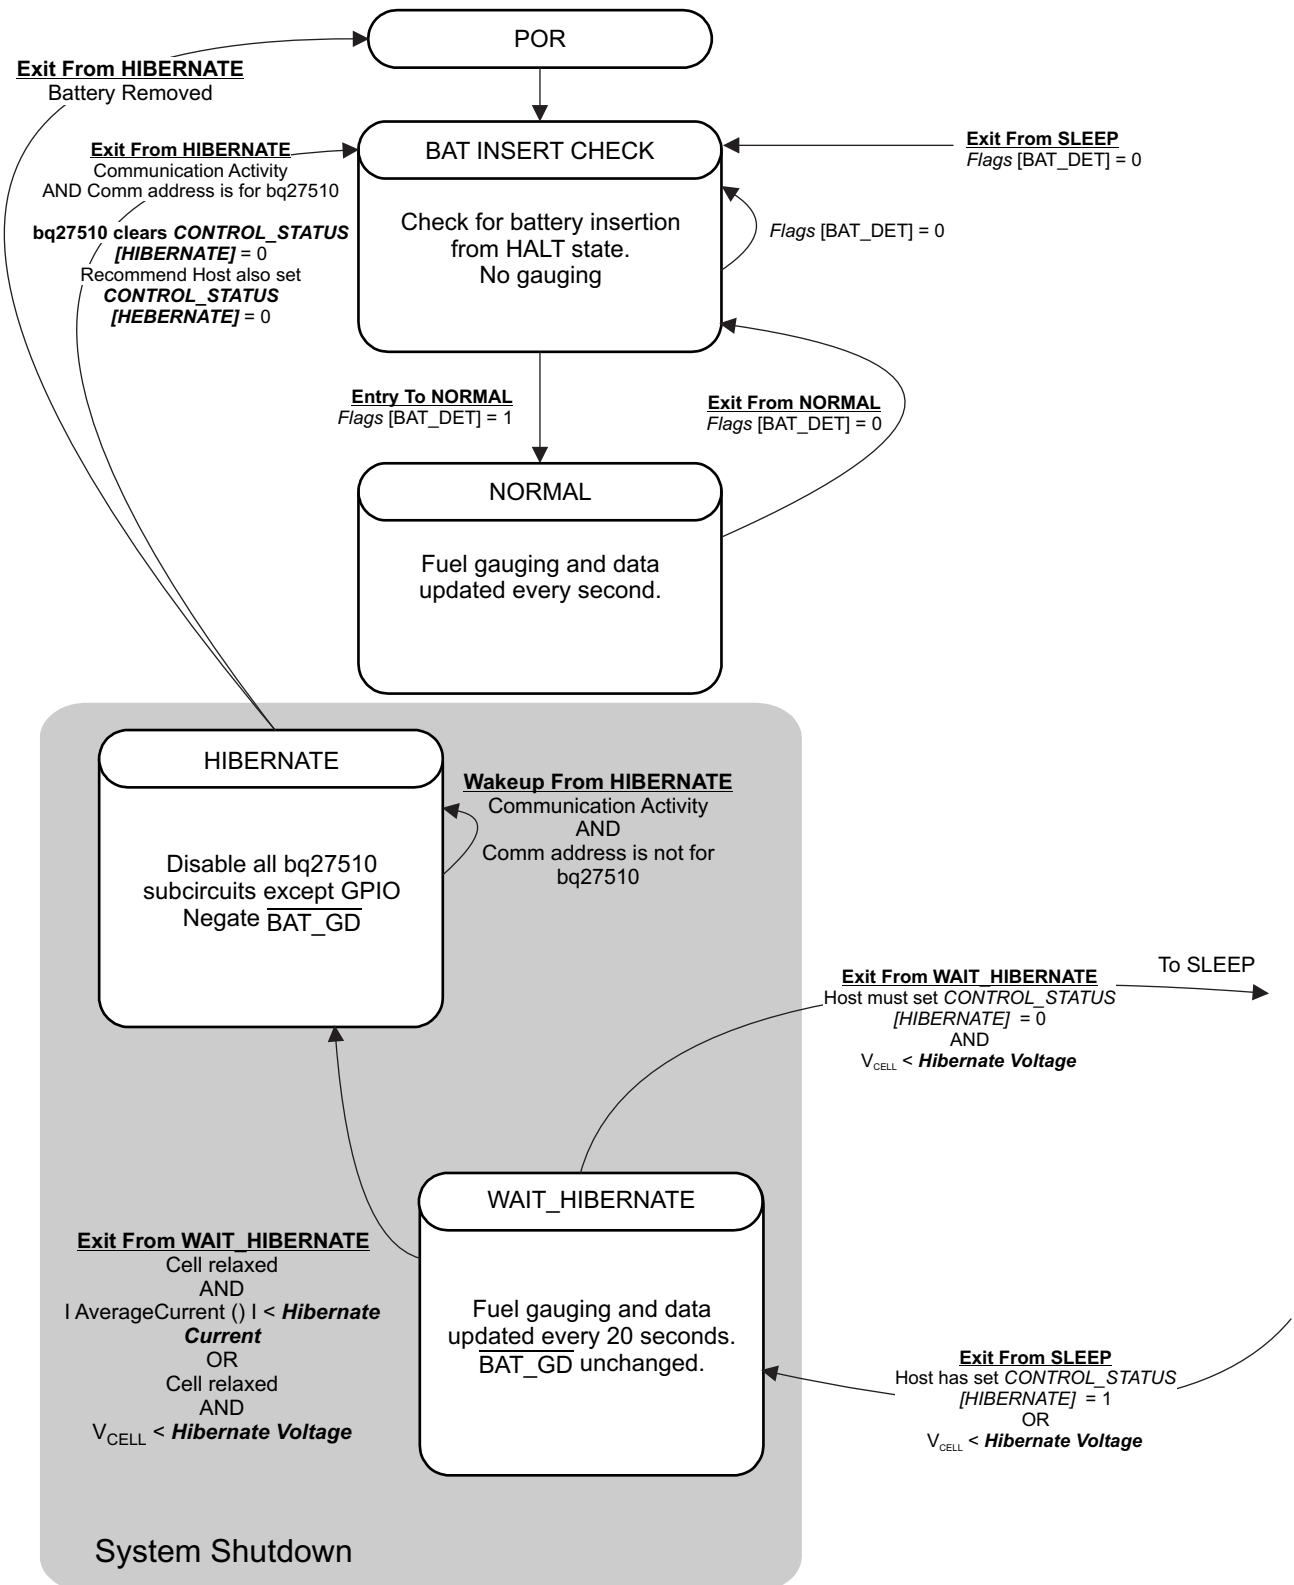 POR
Exit From HIBERNATE
Battery Removed
Exit From HIBERNATE
Communication Activity
AND Comm address is for bq27510
bq27510 clears CONTROL_STATUS
[HIBERNATE] = 0
Recommend Host also set
CONTROL_STATUS
[HEBERNATE] = 0
BAT INSERT CHECK
Check for battery insertion
from HALT state.
No gauging
Exit From SLEEP
Flags [BAT_DET] = 0
Flags [BAT_DET] = 0
Entry To NORMAL
Flags [BAT_DET] = 1
Exit From NORMAL
Flags [BAT_DET] = 0
NORMAL
Fuel gauging and data
updated every second.
HIBERNATE
Disable all bq27510
subcircuits except GPIO
Negate BAT_GD
Wakeup From HIBERNATE
Communication Activity
AND
Comm address is not for
bq27510
Exit From WAIT_HIBERNATE
Host must set CONTROL_STATUS
[HIBERNATE] = 0
AND
VCELL < Hibernate Voltage
To SLEEP
WAIT_HIBERNATE
Fuel gauging and data
updated every 20 seconds.
BAT_GD unchanged.
Exit From WAIT_HIBERNATE
Cell relaxed
AND
I AverageCurrent () I < Hibernate
Current
OR
Cell relaxed
AND
VCELL < Hibernate Voltage
Exit From SLEEP
Host has set CONTROL_STATUS
[HIBERNATE] = 1
OR
VCELL < Hibernate Voltage
System Shutdown